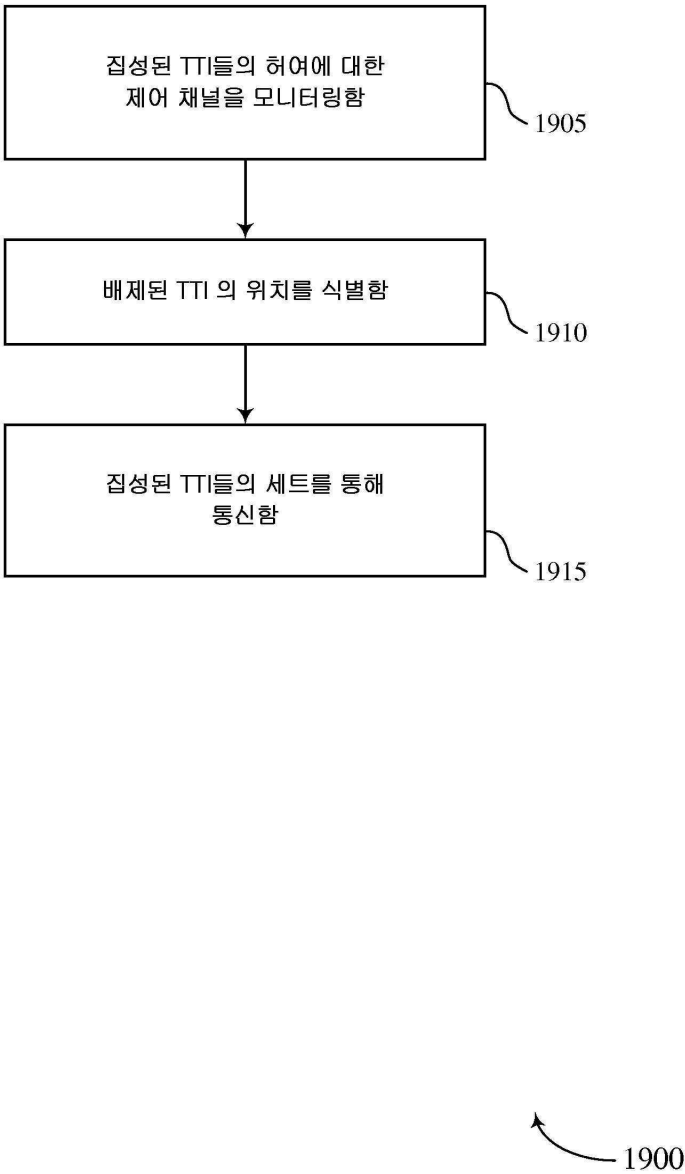 집성된 TTI들의 허여에 대한
제어 채널을 모니터링함
1905
배제된 TTI 의 위치를 식별함
1910
집성된 TTI들의 세트를 통해
통신함
1915
1900